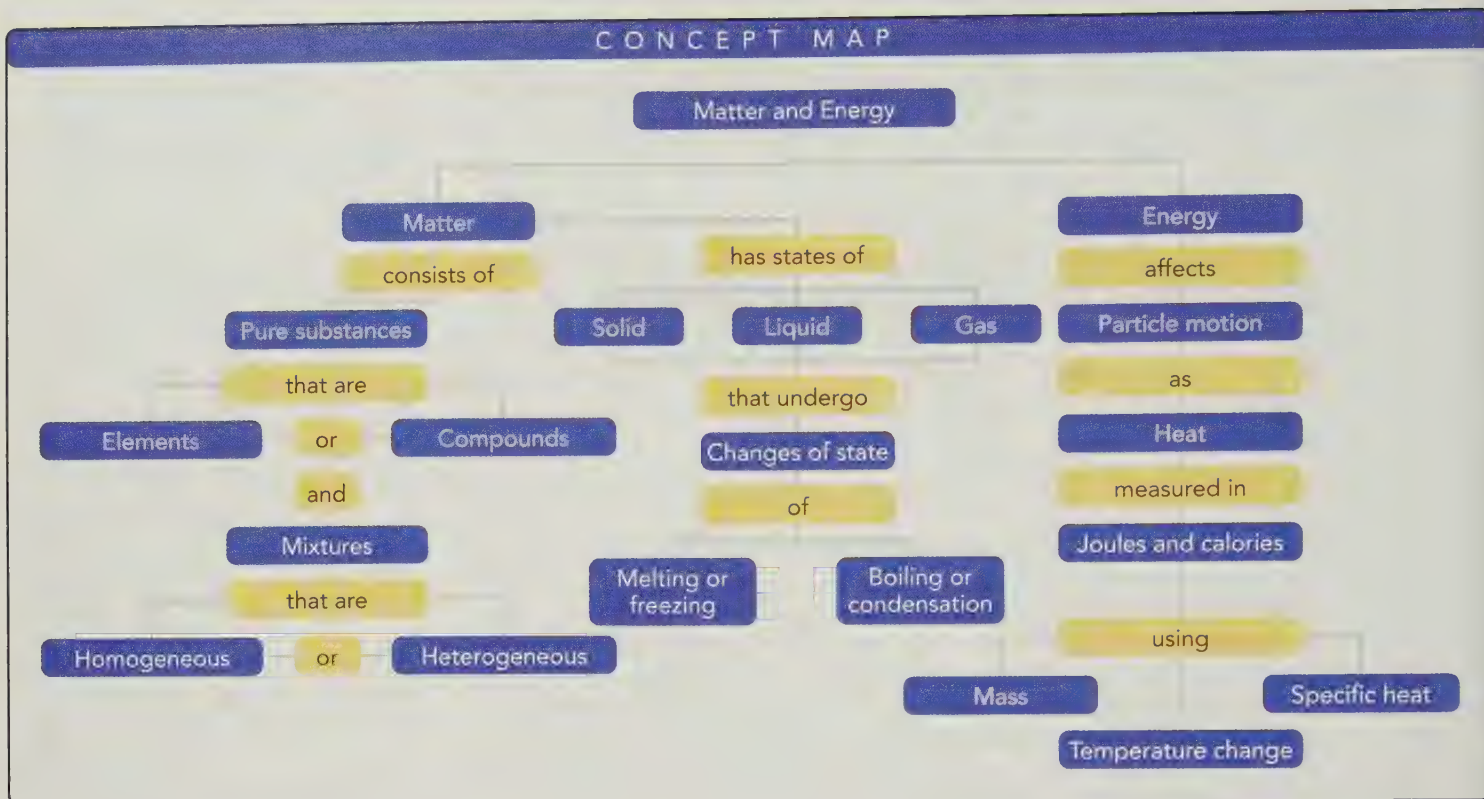 CONCEPT MAP
Matter and Energy
Matter
consists of
Pure substances
that are
Elements
or
Compounds
and
Mixtures
that are
Homogeneous
or
Heterogeneous
has states of
Solid
Liquid
Gas
that undergo
Changes of state
of
Melting or
freezing
Boiling or
condensation
Energy
affects
Particle motion
as
Heat
measured in
Joules and calories
using
Mass
Temperature change
Specific heat